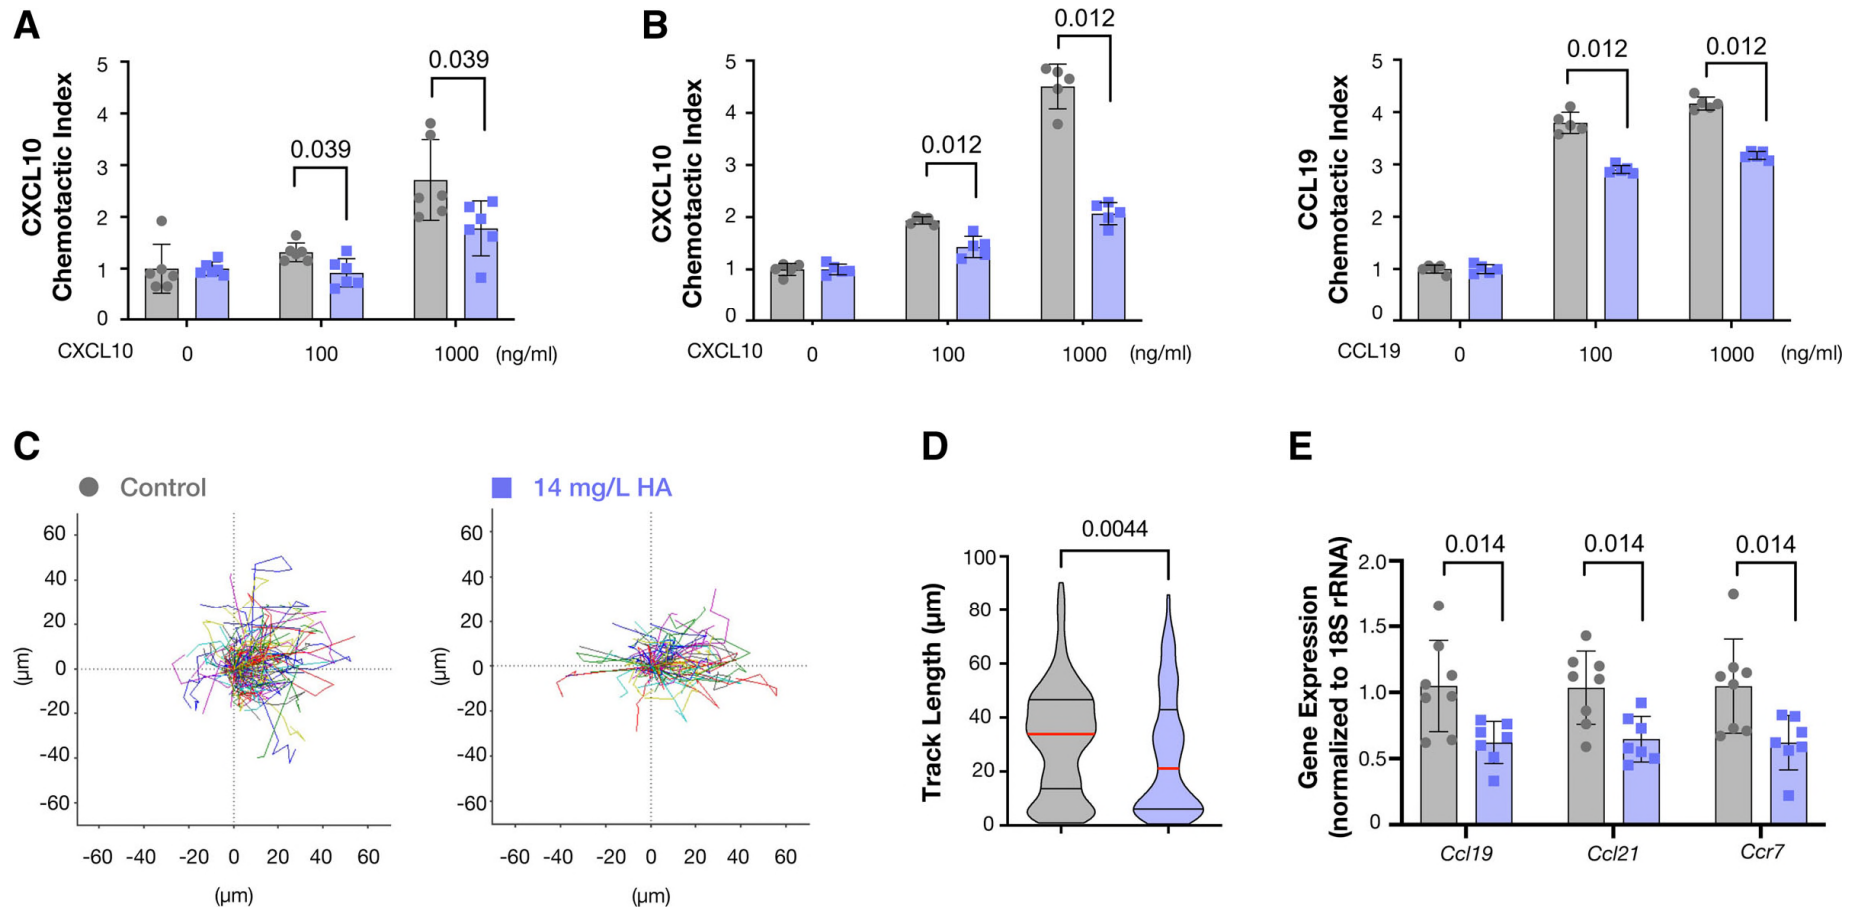 A
CXCL10
Chemotactic Index
5
4
3
2
1
0
0.039
0.039
CXCL10
0
100
1000
(ng/ml)
B
CXCL10
Chemotactic Index
5
4
3
2
1
0
0.012
0.012
CXCL10
0
100
1000
(ng/ml)
CCL19
Chemotactic Index
5
4
3
2
1
0
0.012
0.012
CCL19
0
100
1000
(ng/ml)
C
Control
(µm)
60
40
20
0
-20
-40
-60
-60 -40 -20 0 20 40 60
(µm)
14 mg/L HA
(µm)
60
40
20
0
-20
-40
-60
-60 -40 -20 0 20 40 60
(µm)
D
Track Length (µm)
100
80
60
40
20
0
0.0044
E
Gene Expression
(normalized to 18S rRNA)
2.0
1.5
1.0
0.5
0
0.014
0.014
0.014
Ccl19
Ccl21
Ccr7